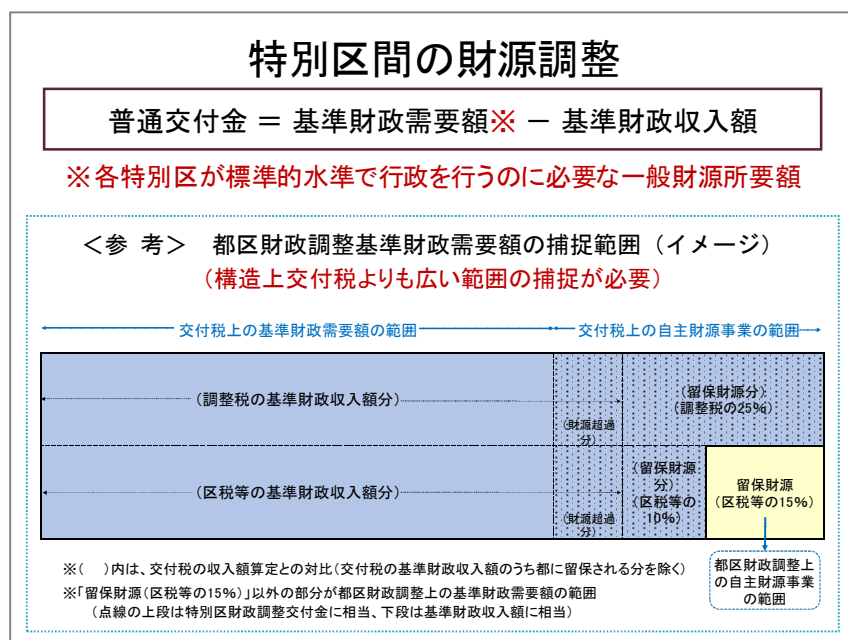 特別区間の財源調整
普通交付金 ＝ 基準財政需要額※ － 基準財政収入額
※各特別区が標準的水準で行政を行うのに必要な一般財源所要額
＜参 考＞ 都区財政調整基準財政需要額の捕捉範囲（イメージ）
（構造上交付税よりも広い範囲の捕捉が必要）
交付税上の基準財政需要額の範囲
交付税上の自主財源事業の範囲
（調整税の基準財政収入額分）
（財源超過
分）
（留保財源分）
（調整税の25%）
（区税等の基準財政収入額分）
（財源超過
分）
（留保財源
分）
（区税等の
10%）
留保財源
（区税等の15%）
※（ ）内は、交付税の収入額算定との対比（交付税の基準財政収入額のうち都に留保される分を除く）
※「留保財源（区税等の15%）」以外の部分が都区財政調整上の基準財政需要額の範囲
（点線の上段は特別区財政調整交付金に相当、下段は基準財政収入額に相当）
都区財政調整上
の自主財源事業
の範囲